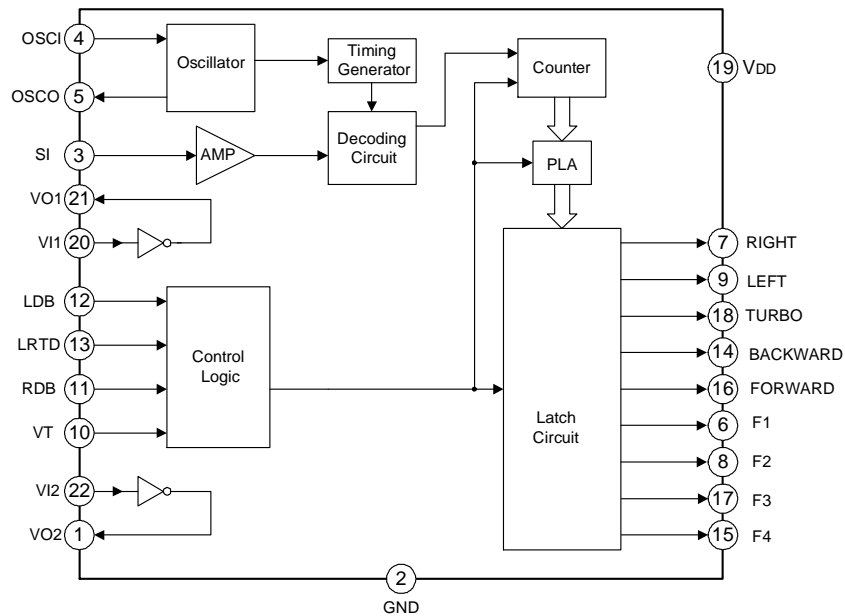 OSCI
4
Oscillator
Timing
Generator
Counter
19
VDD
OSCO
5
SI
3
AMP
Decoding
Circuit
PLA
VO1
21
VI1
20
7
RIGHT
9
LEFT
LDB
12
18
TURBO
LRTD
13
Control
Logic
14
BACKWARD
RDB
11
16
FORWARD
VT
10
Latch
Circuit
6
F1
8
F2
VI2
22
17
F3
VO2
1
15
F4
2
GND